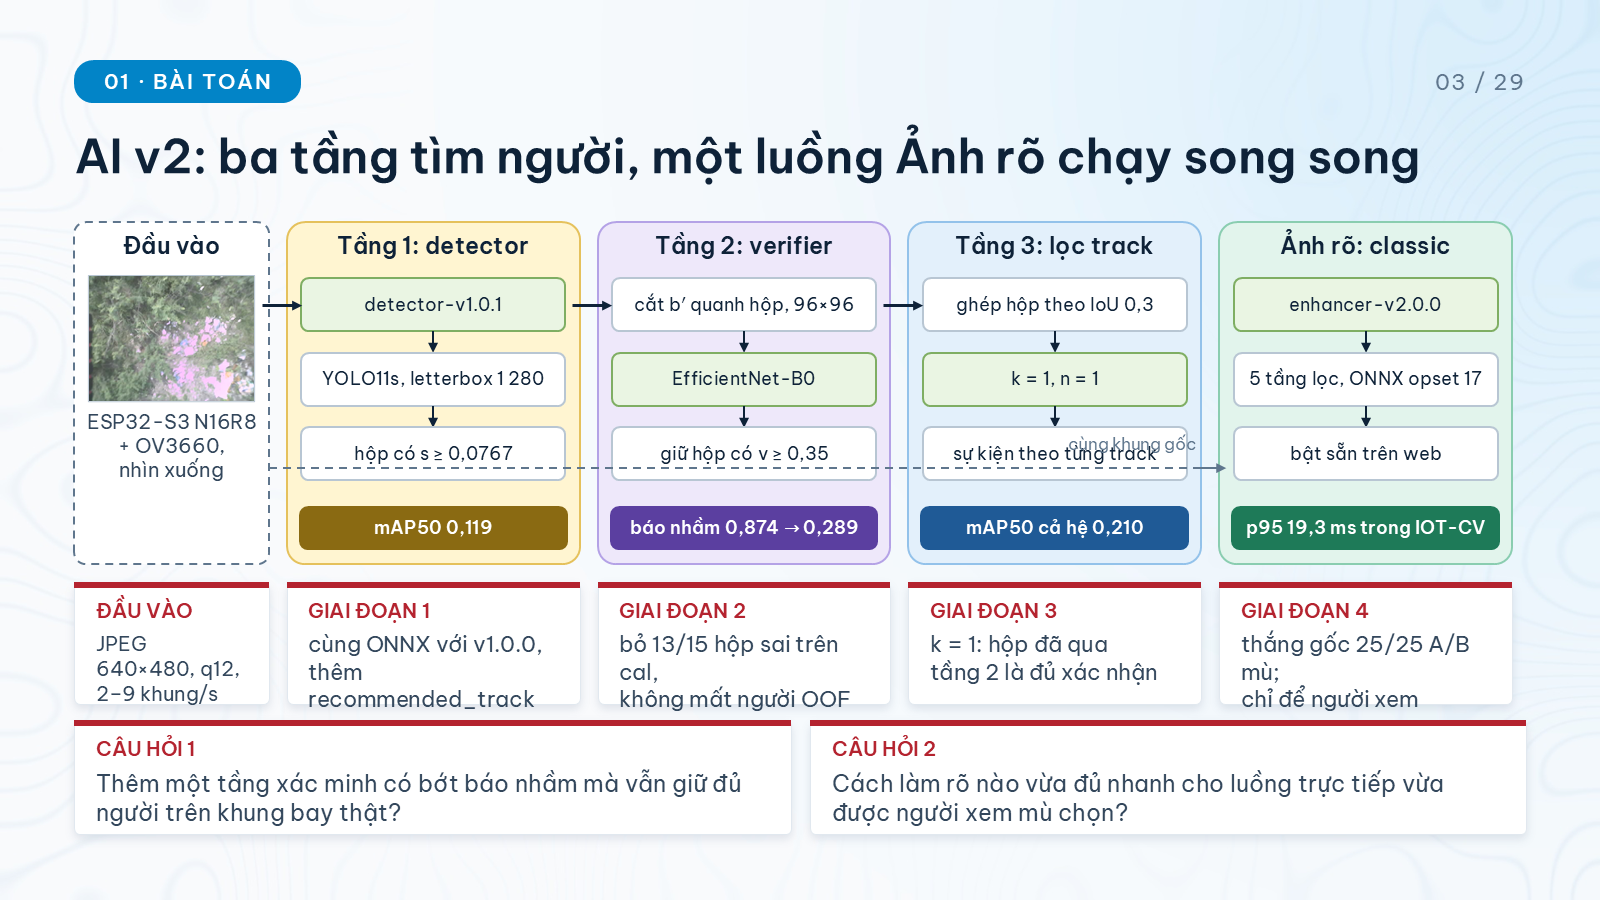 01 · BÀI TOÁN
03 / 29
AI v2: ba tầng tìm người, một luồng Ảnh rõ chạy song song
Đầu vào
ESP32-S3 N16R8
+ OV3660,
nhìn xuống
Tầng 1: detector
detector-v1.0.1
YOLO11s, letterbox 1 280
hộp có s ≥ 0,0767
mAP50 0,119
Tầng 2: verifier
cắt b′ quanh hộp, 96×96
EfficientNet-B0
giữ hộp có v ≥ 0,35
báo nhầm 0,874 → 0,289
Tầng 3: lọc track
ghép hộp theo IoU 0,3
k = 1, n = 1
cùng khung gốc
sự kiện theo từng track
mAP50 cả hệ 0,210
Ảnh rõ: classic
enhancer-v2.0.0
5 tầng lọc, ONNX opset 17
bật sẵn trên web
p95 19,3 ms trong IOT-CV
ĐẦU VÀO
JPEG
640×480, q12,
2–9 khung/s
GIAI ĐOẠN 1
cùng ONNX với v1.0.0,
thêm
recommended_track
GIAI ĐOẠN 2
bỏ 13/15 hộp sai trên
cal,
không mất người OOF
GIAI ĐOẠN 3
k = 1: hộp đã qua
tầng 2 là đủ xác nhận
GIAI ĐOẠN 4
thắng gốc 25/25 A/B
mù;
chỉ để người xem
CÂU HỎI 1
Thêm một tầng xác minh có bớt báo nhầm mà vẫn giữ đủ
người trên khung bay thật?
CÂU HỎI 2
Cách làm rõ nào vừa đủ nhanh cho luồng trực tiếp vừa
được người xem mù chọn?